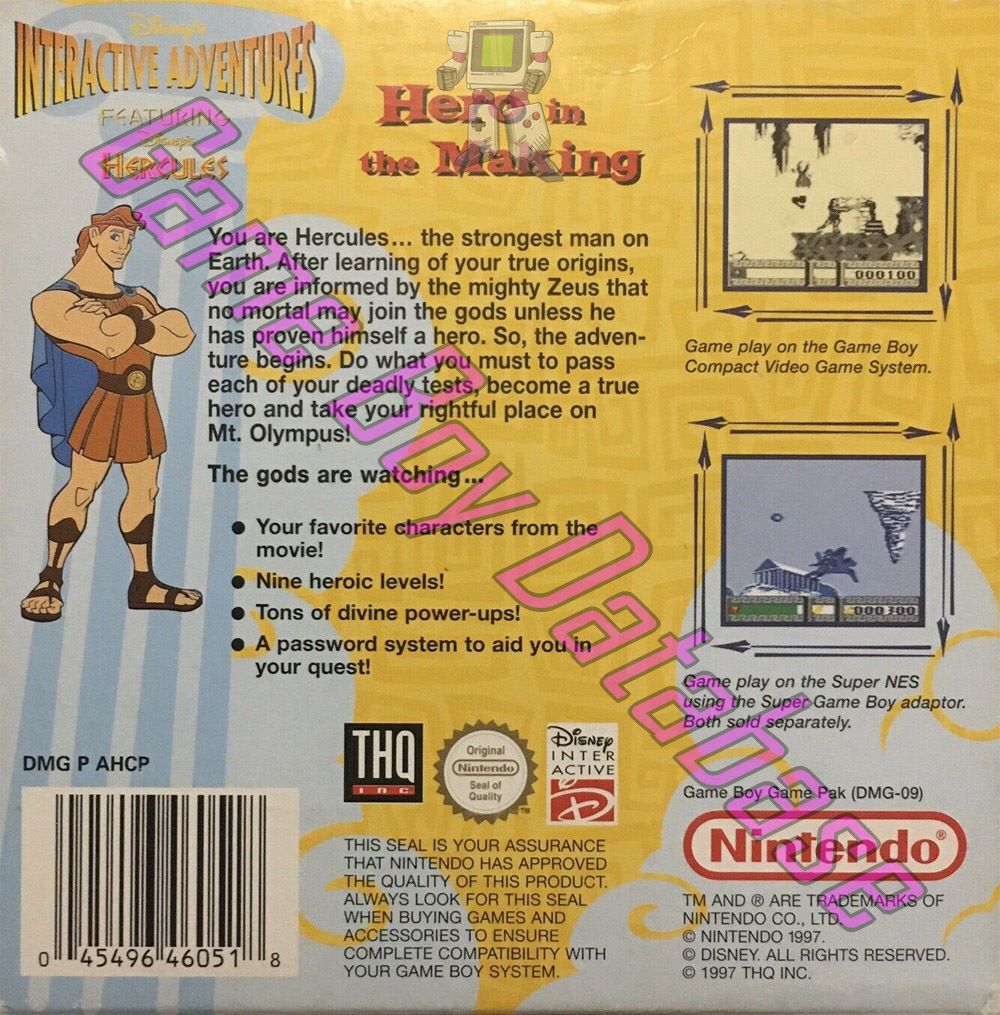 Disney's
INTERACTIVE ADVENTURES
FEATURING
Disney's
HERCULES
Hero in
the Making
You are Hercules... the strongest man on
Earth. After learning of your true origins,
you are informed by the mighty Zeus that
no mortal may join the gods unless he
has proven himself a hero. So, the adven-
ture begins. Do what you must to pass
each of your deadly tests, become a true
hero and take your rightful place on
Mt. Olympus!
The gods are watching...
● Your favorite characters from the
movie!
● Nine heroic levels!
● Tons of divine power-ups!
● A password system to aid you in
your quest!
000100
Game play on the Game Boy
Compact Video Game System.
000300
Game play on the Super NES
using the Super Game Boy adaptor.
Both sold separately.
DMG P AHCP
0 45496 46051 8
THQ
INC.
Original
Nintendo
Seal of
Quality
TM
DISNEY
INTER
ACTIVE
D
THIS SEAL IS YOUR ASSURANCE
THAT NINTENDO HAS APPROVED
THE QUALITY OF THIS PRODUCT.
ALWAYS LOOK FOR THIS SEAL
WHEN BUYING GAMES AND
ACCESSORIES TO ENSURE
COMPLETE COMPATIBILITY WITH
YOUR GAME BOY SYSTEM.
Game Boy Game Pak (DMG-09)
Nintendo®
TM AND ® ARE TRADEMARKS OF
NINTENDO CO., LTD.
© NINTENDO 1997.
© DISNEY. ALL RIGHTS RESERVED.
© 1997 THQ INC.
Game Boy Database